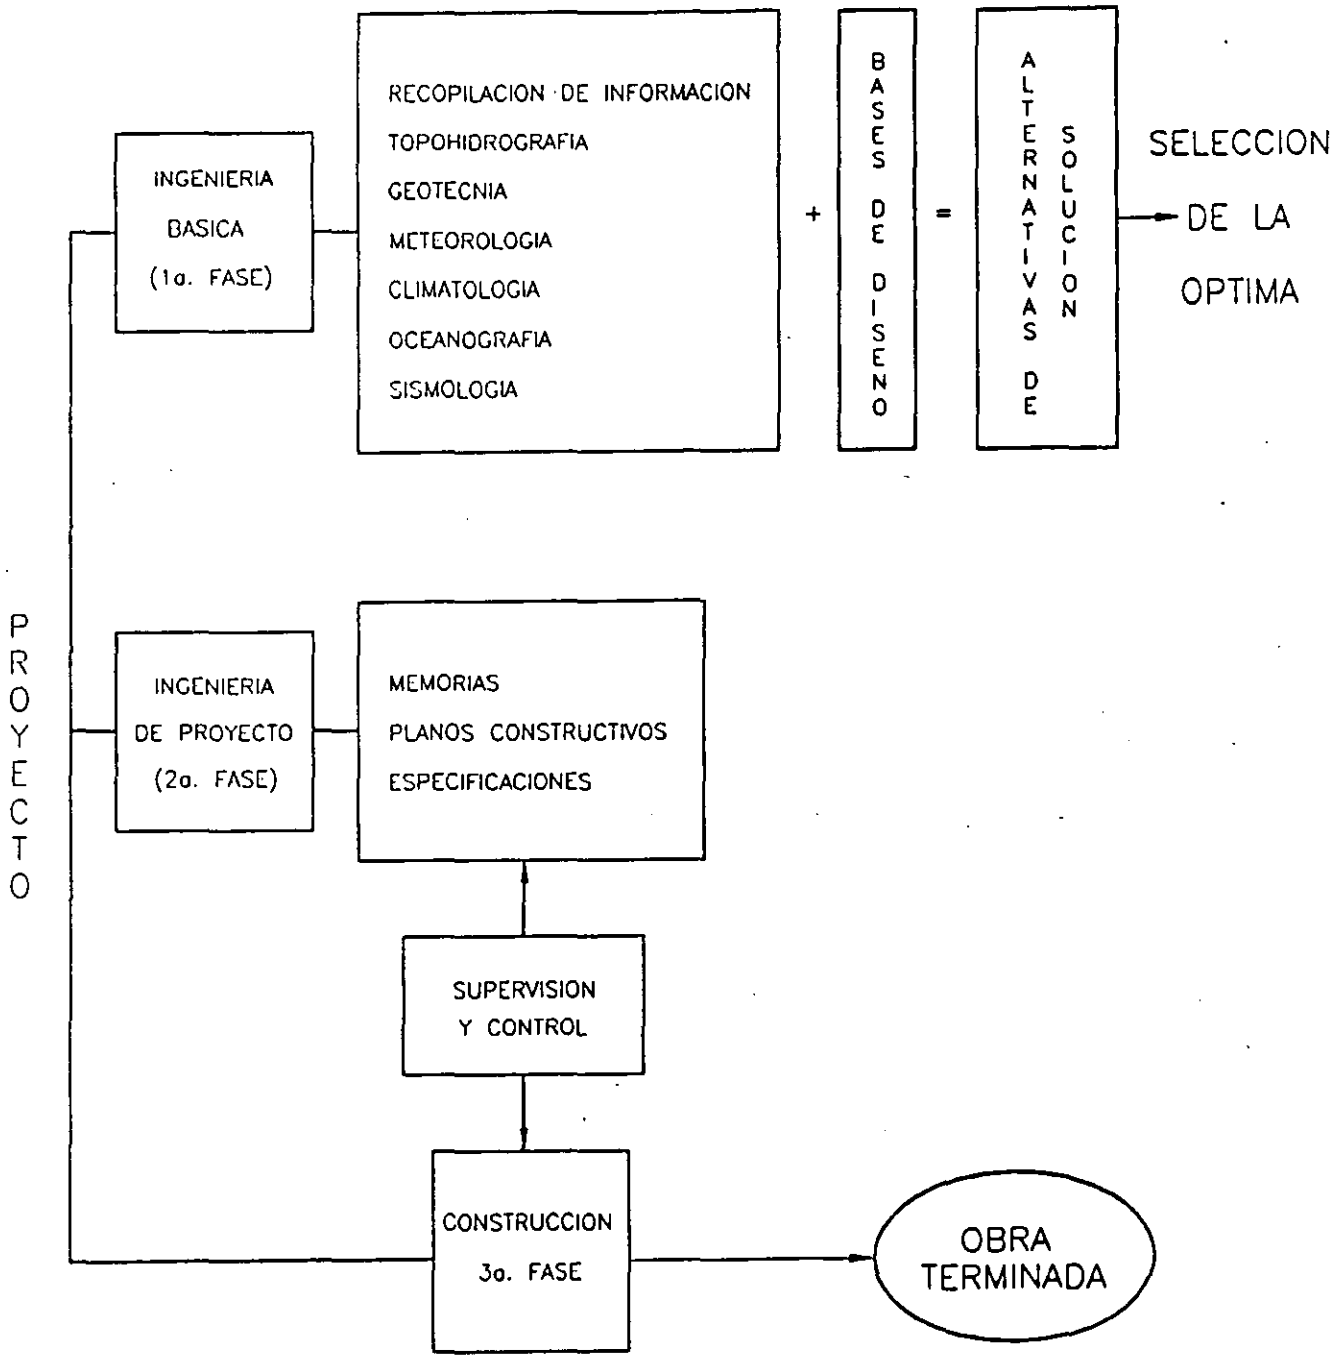 PROYECTO
INGENIERIA
BASICA
(1a. FASE)
RECOPILACION DE INFORMACION
TOPOHIDROGRAFIA
GEOTECNIA
METEOROLOGIA
CLIMATOLOGIA
OCEANOGRAFIA
SISMOLOGIA
+
BASES DE DISENO
=
ALTERNATIVAS DE
SOLUCION
SELECCION
DE LA
OPTIMA
INGENIERIA
DE PROYECTO
(2a. FASE)
MEMORIAS
PLANOS CONSTRUCTIVOS
ESPECIFICACIONES
SUPERVISION
Y CONTROL
CONSTRUCCION
3a. FASE
OBRA
TERMINADA